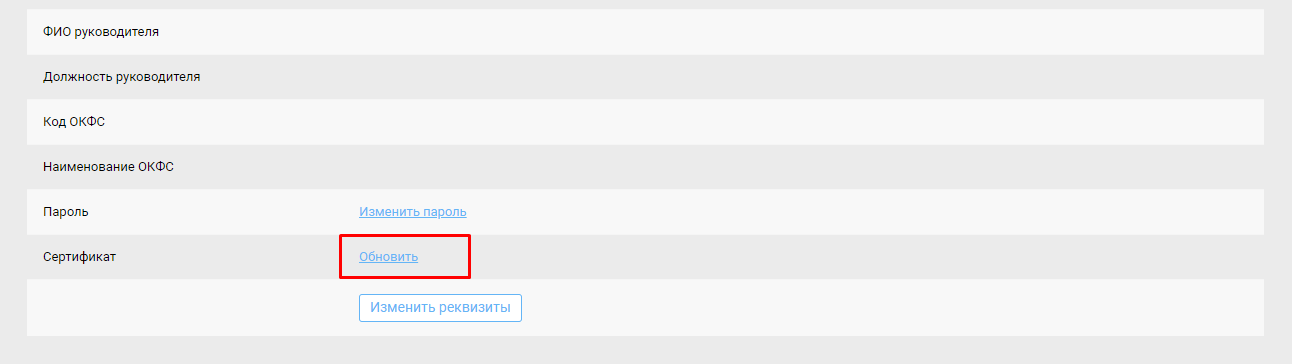 ФИО руководителя
Должность руководителя
Код ОКФС
Наименование ОКФС
Пароль Изменить пароль
Сертификат Обновить
Изменить реквизиты